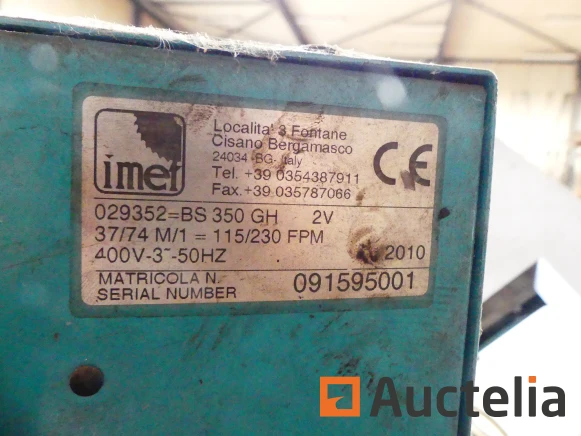 imet
Localita' 3 Fontane
Cisano Bergamasco
24034 -BG- Italy
Tel. +39 0354387911
Fax.+39 035787066
CE
029352=BS 350 GH 2V
37/74 M/1 = 115/230 FPM
400V-3~-50HZ
2010
MATRICOLA N.
SERIAL NUMBER
091595001
Auctelia